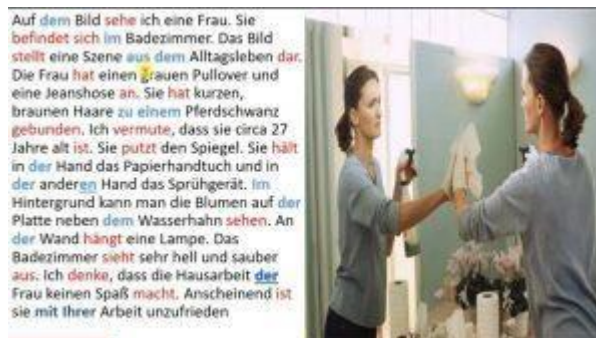 Auf dem Bild sehe ich eine Frau. Sie
befindet sich im Badezimmer. Das Bild
stellt eine Szene aus dem Alltagsleben dar.
Die Frau hat einen grauen Pullover und
eine Jeanshose an. Sie hat kurzen,
braunen Haare zu einem Pferdschwanz
gebunden. Ich vermute, dass sie circa 27
Jahre alt ist. Sie putzt den Spiegel. Sie hält
in der Hand das Papierhandtuch und in
der anderen Hand das Sprühgerät. Im
Hintergrund kann man die Blumen auf der
Platte neben dem Wasserhahn sehen. An
der Wand hängt eine Lampe. Das
Badezimmer sieht sehr hell und sauber
aus. Ich denke, dass die Hausarbeit der
Frau keinen Spaß macht. Anscheinend ist
sie mit Ihrer Arbeit unzufrieden